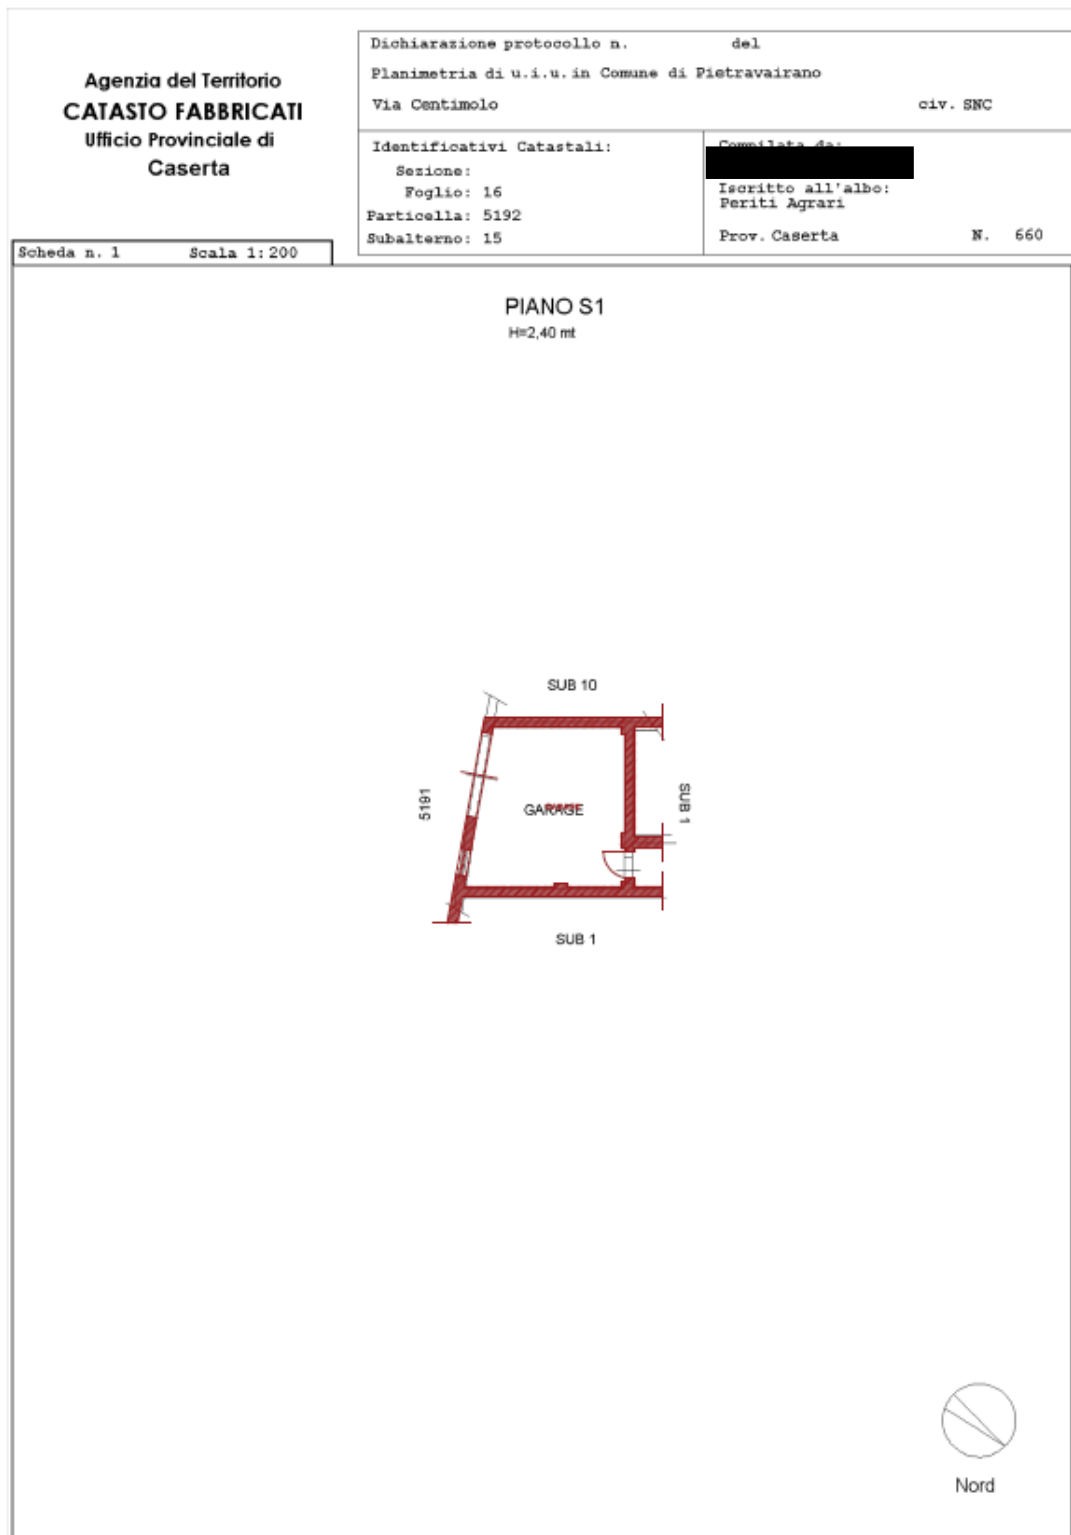 Agenzia del Territorio
CATASTO FABBRICATI
Ufficio Provinciale di
Caserta
Dichiarazione protocollo n. del
Planimetria di u.i.u. in Comune di Pietravairano
Via Centimolo civ. SNC
Identificativi Catastali:
Sezione:
Foglio: 16
Particella: 5192
Subalterno: 15
Compilata da:
Iscritto all'albo:
Periti Agrari
Prov. Caserta N. 660
Scheda n. 1 Scala 1:200
PIANO S1
H=2,40 mt
SUB 10
5191
GARAGE
SUB 1
SUB 1
Nord